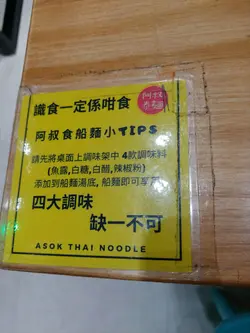 識食一定係咁食
阿叔食船麵小TIPS
請先將桌面上調味架中 4款調味料
(魚露,白糖,白醋,辣椒粉)
添加到船麵湯底, 船麵即可享用
四大調味
缺一不可
ASOK THAI NOODLE